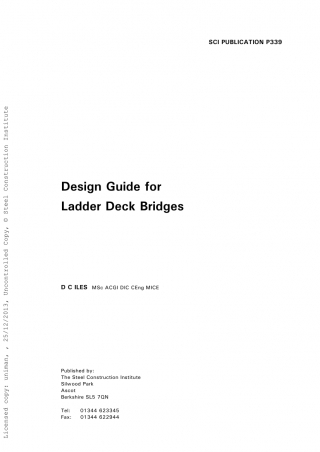 SCI PUBLICATION P339
Design Guide for
Ladder Deck Bridges
D C ILES MSc ACGI DIC CEng MICE
Published by:
The Steel Construction Institute
Silwood Park
Ascot
Berkshire SL5 7QN
Tel: 01344 623345
Fax: 01344 622944
Licensed copy: uniman, , 25/12/2013, Uncontrolled Copy, © Steel Construction Institute